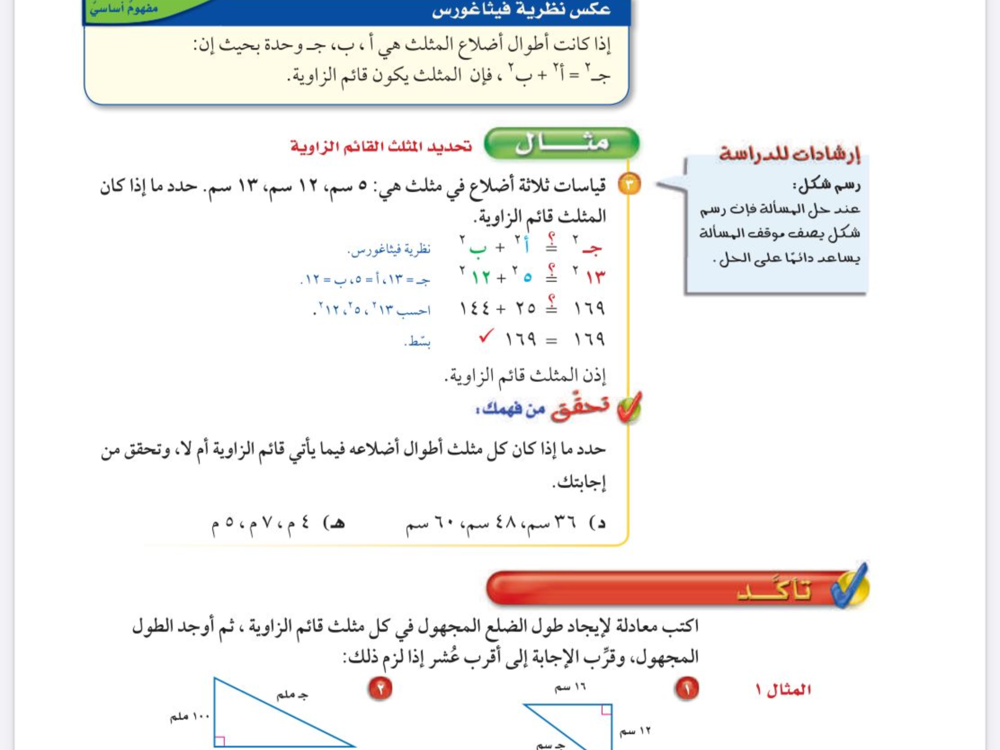 عكس نظرية فيثاغورس
مفهوم أساسي
إذا كانت أطوال أضلاع المثلث هي أ ، ب، جـ وحدة بحيث إن:
جـ٢ = أ٢ + ب٢ ، فإن المثلث يكون قائم الزاوية.
مثـــال تحديد المثلث القائم الزاوية
٣ قياسات ثلاثة أضلاع في مثلث هي: ٥ سم، ١٢ سم، ١٣ سم. حدد ما إذا كان
المثلث قائم الزاوية.
جـ٢ ≟ أ٢ + ب٢ نظرية فيثاغورس.
١٣٢ ≟ ٥٢ + ١٢٢ جـ = ١٣، أ = ٥، ب = ١٢.
١٦٩ ≟ ٢٥ + ١٤٤ احسب ١٣٢، ٥٢، ١٢٢.
١٦٩ = ١٦٩ ✓ بسّط.
إذن المثلث قائم الزاوية.
تحقَّق من فهمك:
حدد ما إذا كان كل مثلث أطوال أضلاعه فيما يأتي قائم الزاوية أم لا، وتحقق من
إجابتك.
د) ٣٦ سم، ٤٨ سم، ٦٠ سم هـ) ٤ م، ٧ م، ٥ م
إرشادات للدراسة
رسم شكل:
عند حل المسألة فإن رسم
شكل يصف موقف المسألة
يساعد دائمًا على الحل.
تأكَّــد
اكتب معادلة لإيجاد طول الضلع المجهول في كل مثلث قائم الزاوية ، ثم أوجد الطول
المجهول، وقرِّب الإجابة إلى أقرب عُشر إذا لزم ذلك:
المثال ١
١
١٦ سم
١٢ سم
جـ سم
٢
جـ ملم
١٠٠ ملم